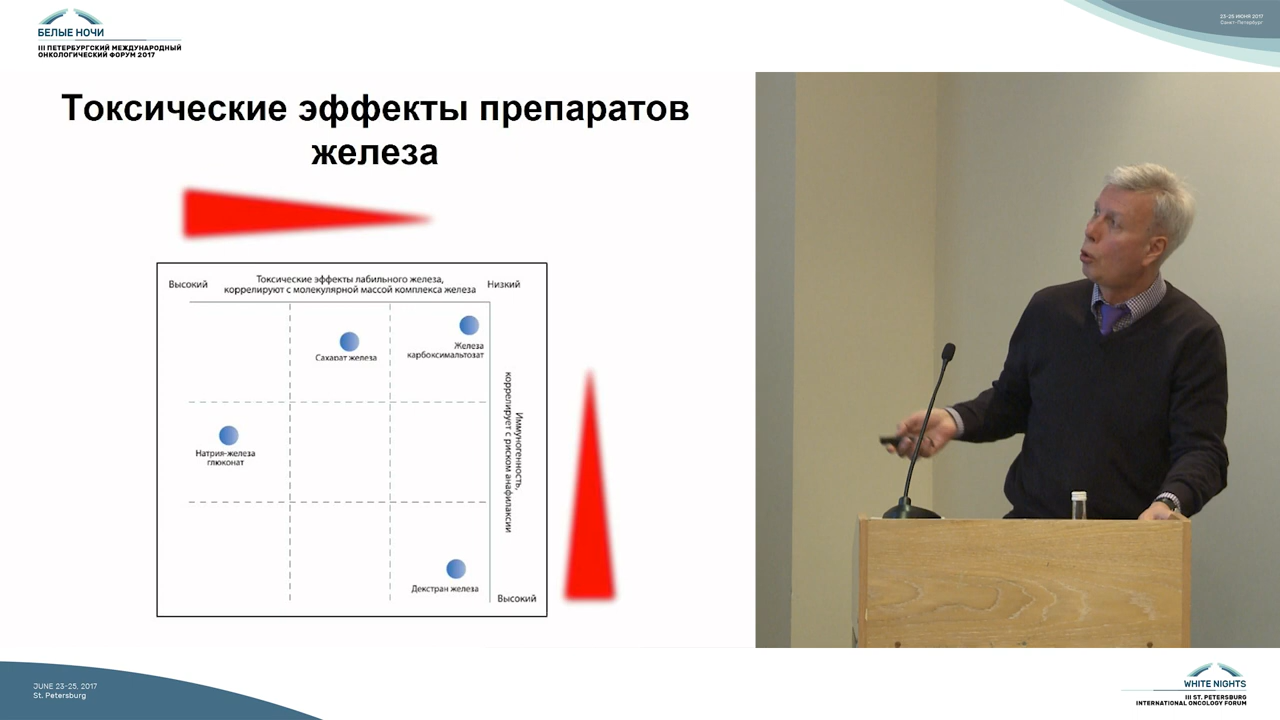 БЕЛЫЕ НОЧИ
III ПЕТЕРБУРГСКИЙ МЕЖДУНАРОДНЫЙ
ОНКОЛОГИЧЕСКИЙ ФОРУМ 2017
23-25 ИЮНЯ 2017
Санкт-Петербург
Токсические эффекты препаратов
железа
Высокий
Токсические эффекты лабильного железа,
коррелируют с молекулярной массой комплекса железа
Низкий
Сахарат железа
Железа
карбоксимальтозат
Натрия-железа
глюконат
Иммуногенность,
коррелирует с риском анафилаксии
Декстран железа
Высокий
JUNE 23-25, 2017
St. Petersburg
WHITE NIGHTS
III ST. PETERSBURG
INTERNATIONAL ONCOLOGY FORUM